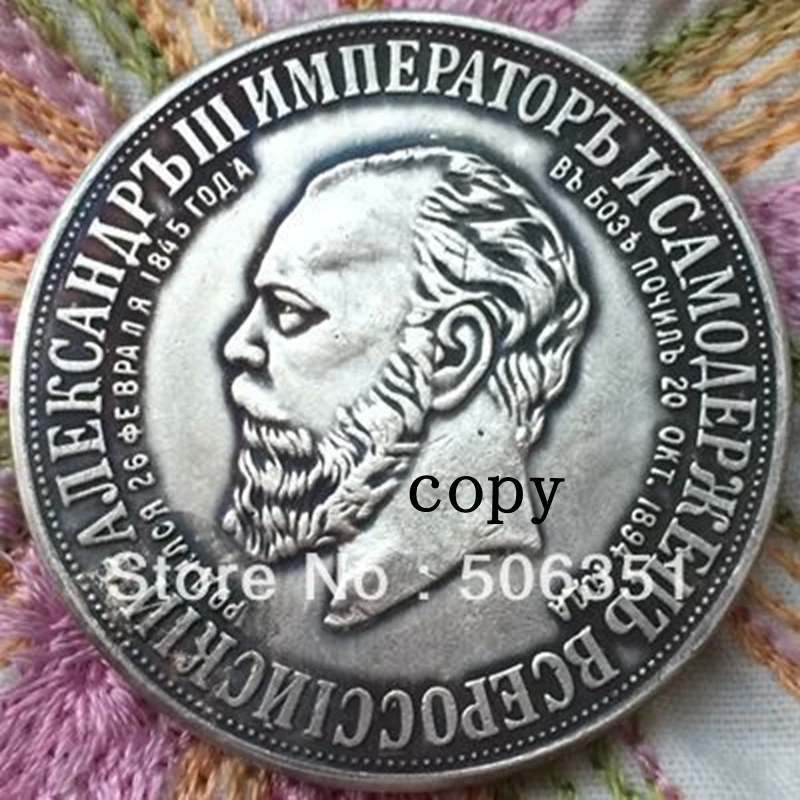 АЛЕКСАНДРЪ III ИМПЕРАТОРЪ И САМОДЕРЖЕЦЪ ВСЕРОССІЙСКІЙ
РОДИЛСЯ 26 ФЕВРАЛЯ 1845 ГОДА
ВЪ БОЗѢ ПОЧИЛЪ 20 ОКТ. 1894 ГОДА
copy
Store No : 506351